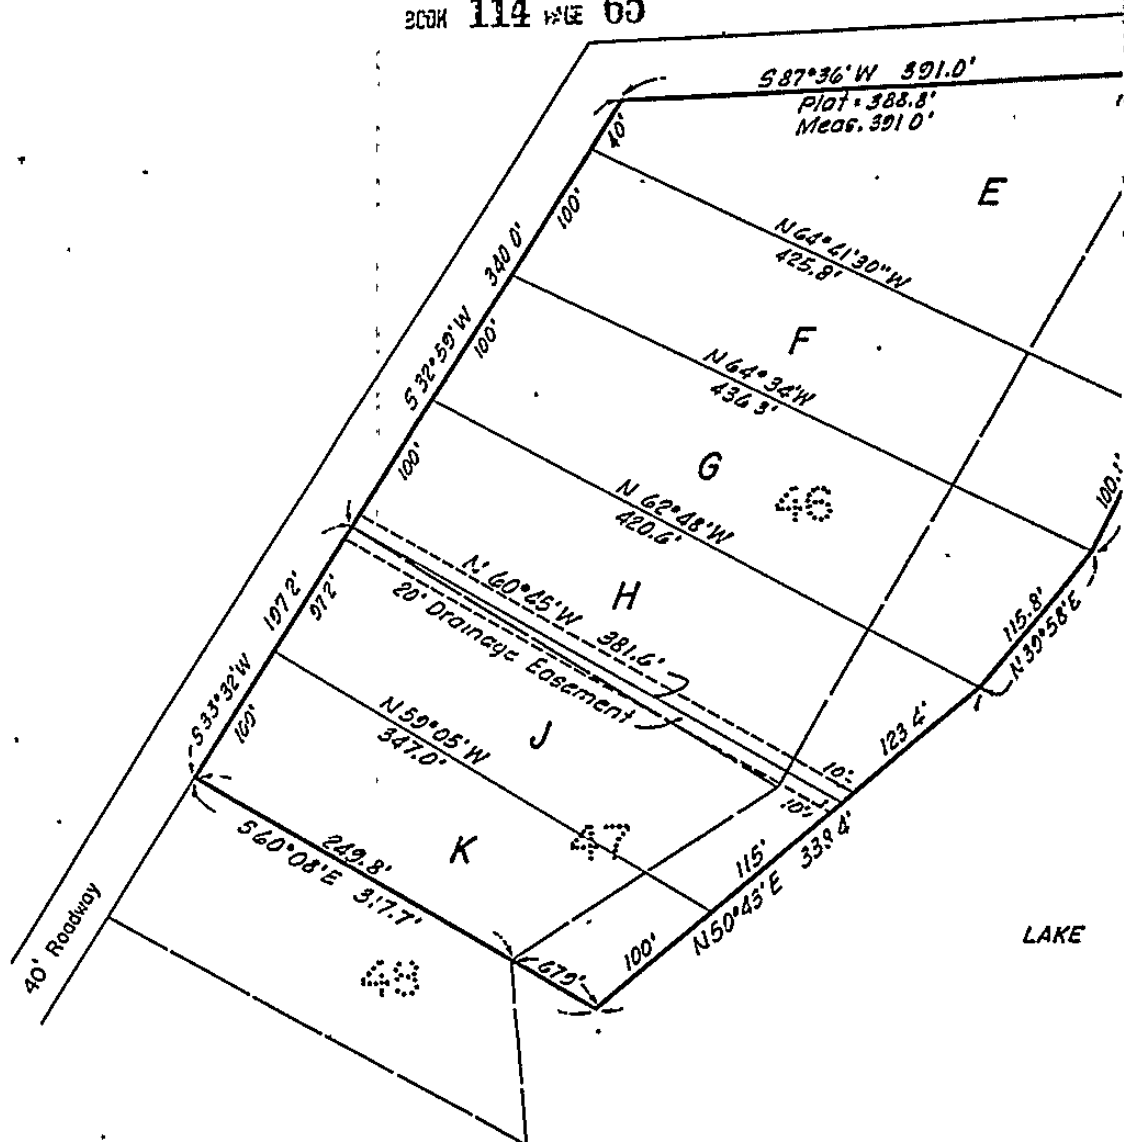 BOOK 114 PAGE 65
S 87°36' W 391.0'
Plat = 388.8'
Meas. 391 0'
40'
E
100'
N 64°41'30" W
425.8'
S 32°59' W 340 0'
F
100'
N 64°34' W
436 3'
100.1'
G
46
100'
N 62°48' W
420.6'
115.8'
N 39°58' E
H
N 60°45' W 381.6'
20' Drainage Easement
S 33°32' W 197 2'
97 2'
J
123 4'
10'
10'
100'
N 59°05' W
347.0'
K
47
115'
N 50°43' E 338 4'
249.8'
S 60°08' E 317.7'
67 9'
100'
LAKE
40' Roadway
48